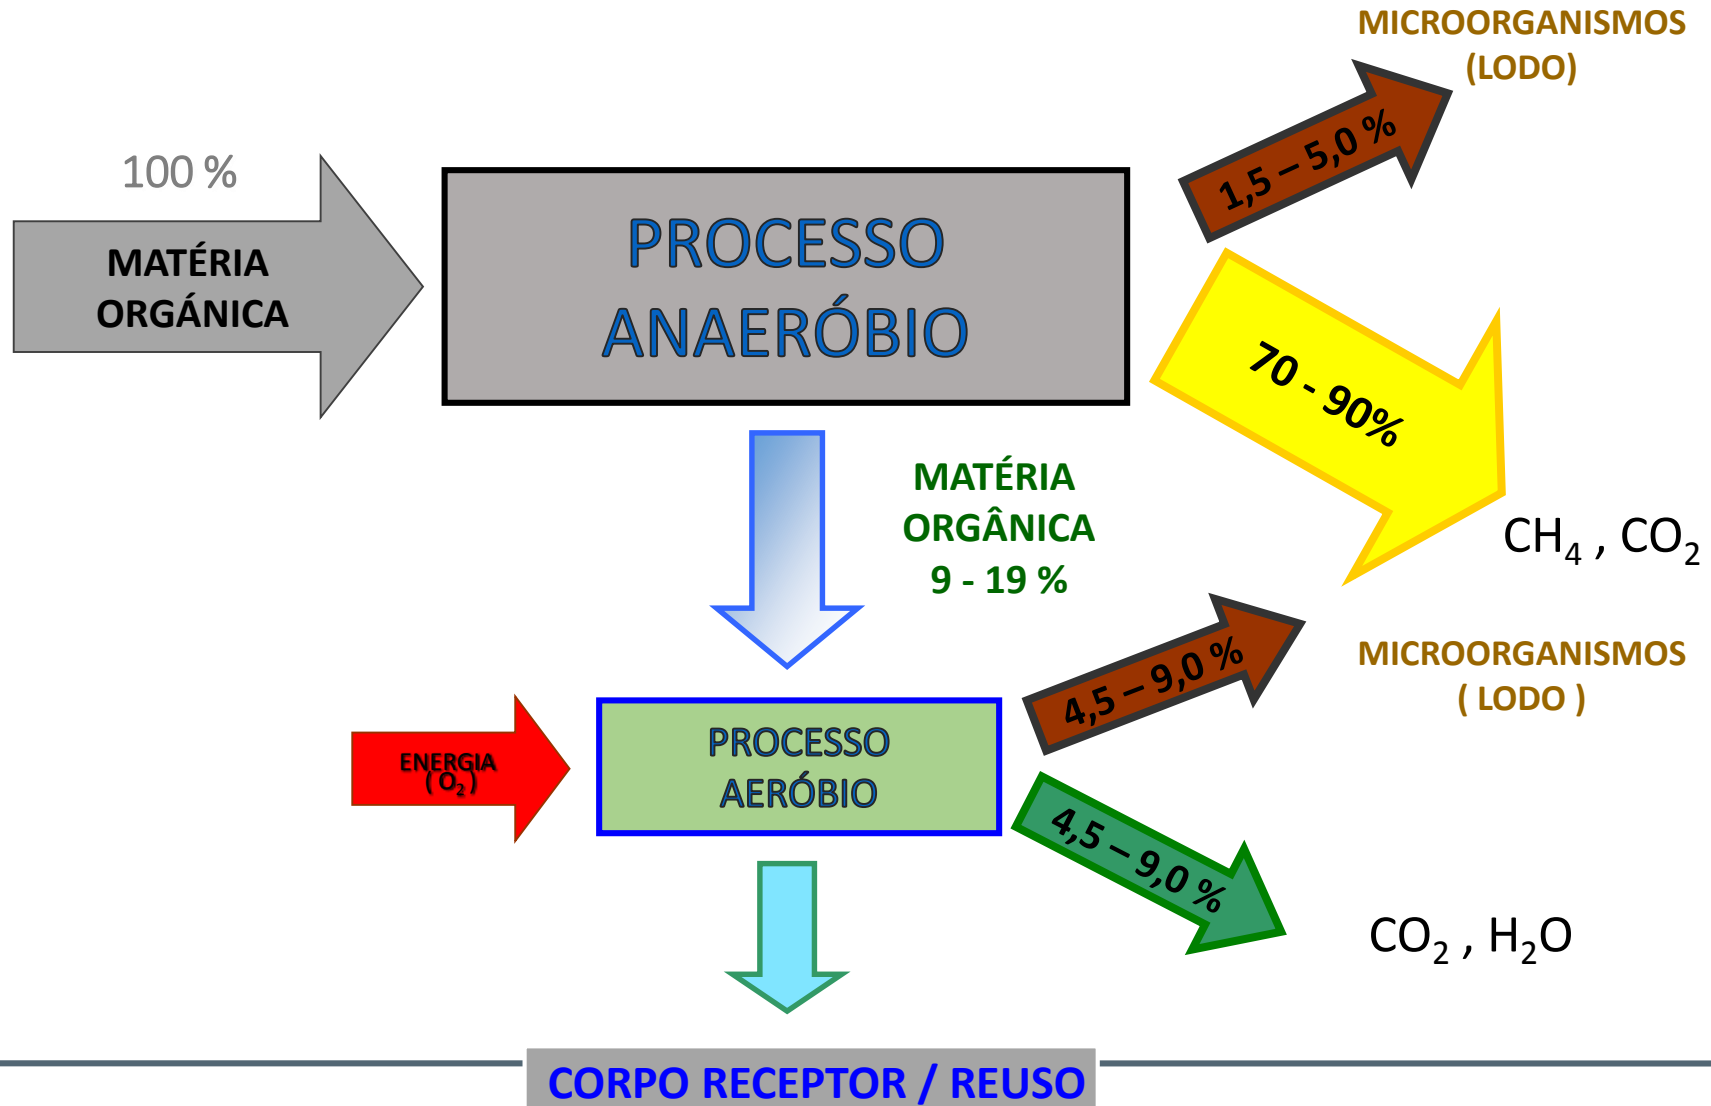 MICROORGANISMOS
(LODO)
1,5 – 5,0 %
100 %
MATÉRIA
ORGÁNICA
PROCESSO
ANAERÓBIO
70 - 90%
MATÉRIA
ORGÂNICA
9 - 19 %
CH₄ , CO₂
4,5 – 9,0 %
MICROORGANISMOS
( LODO )
ENERGIA
( O₂ )
PROCESSO
AERÓBIO
4,5 – 9,0 %
CO₂ , H₂O
CORPO RECEPTOR / REUSO